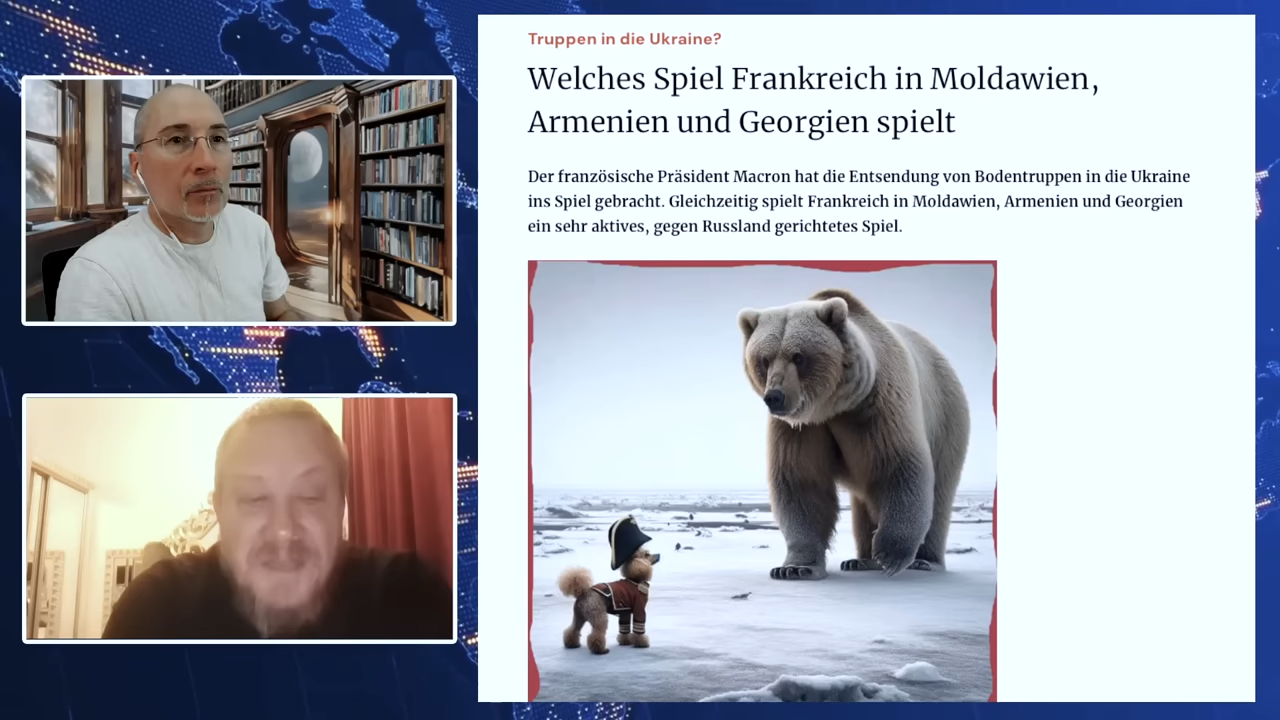 Truppen in die Ukraine?
Welches Spiel Frankreich in Moldawien,
Armenien und Georgien spielt
Der französische Präsident Macron hat die Entsendung von Bodentruppen in die Ukraine
ins Spiel gebracht. Gleichzeitig spielt Frankreich in Moldawien, Armenien und Georgien
ein sehr aktives, gegen Russland gerichtetes Spiel.